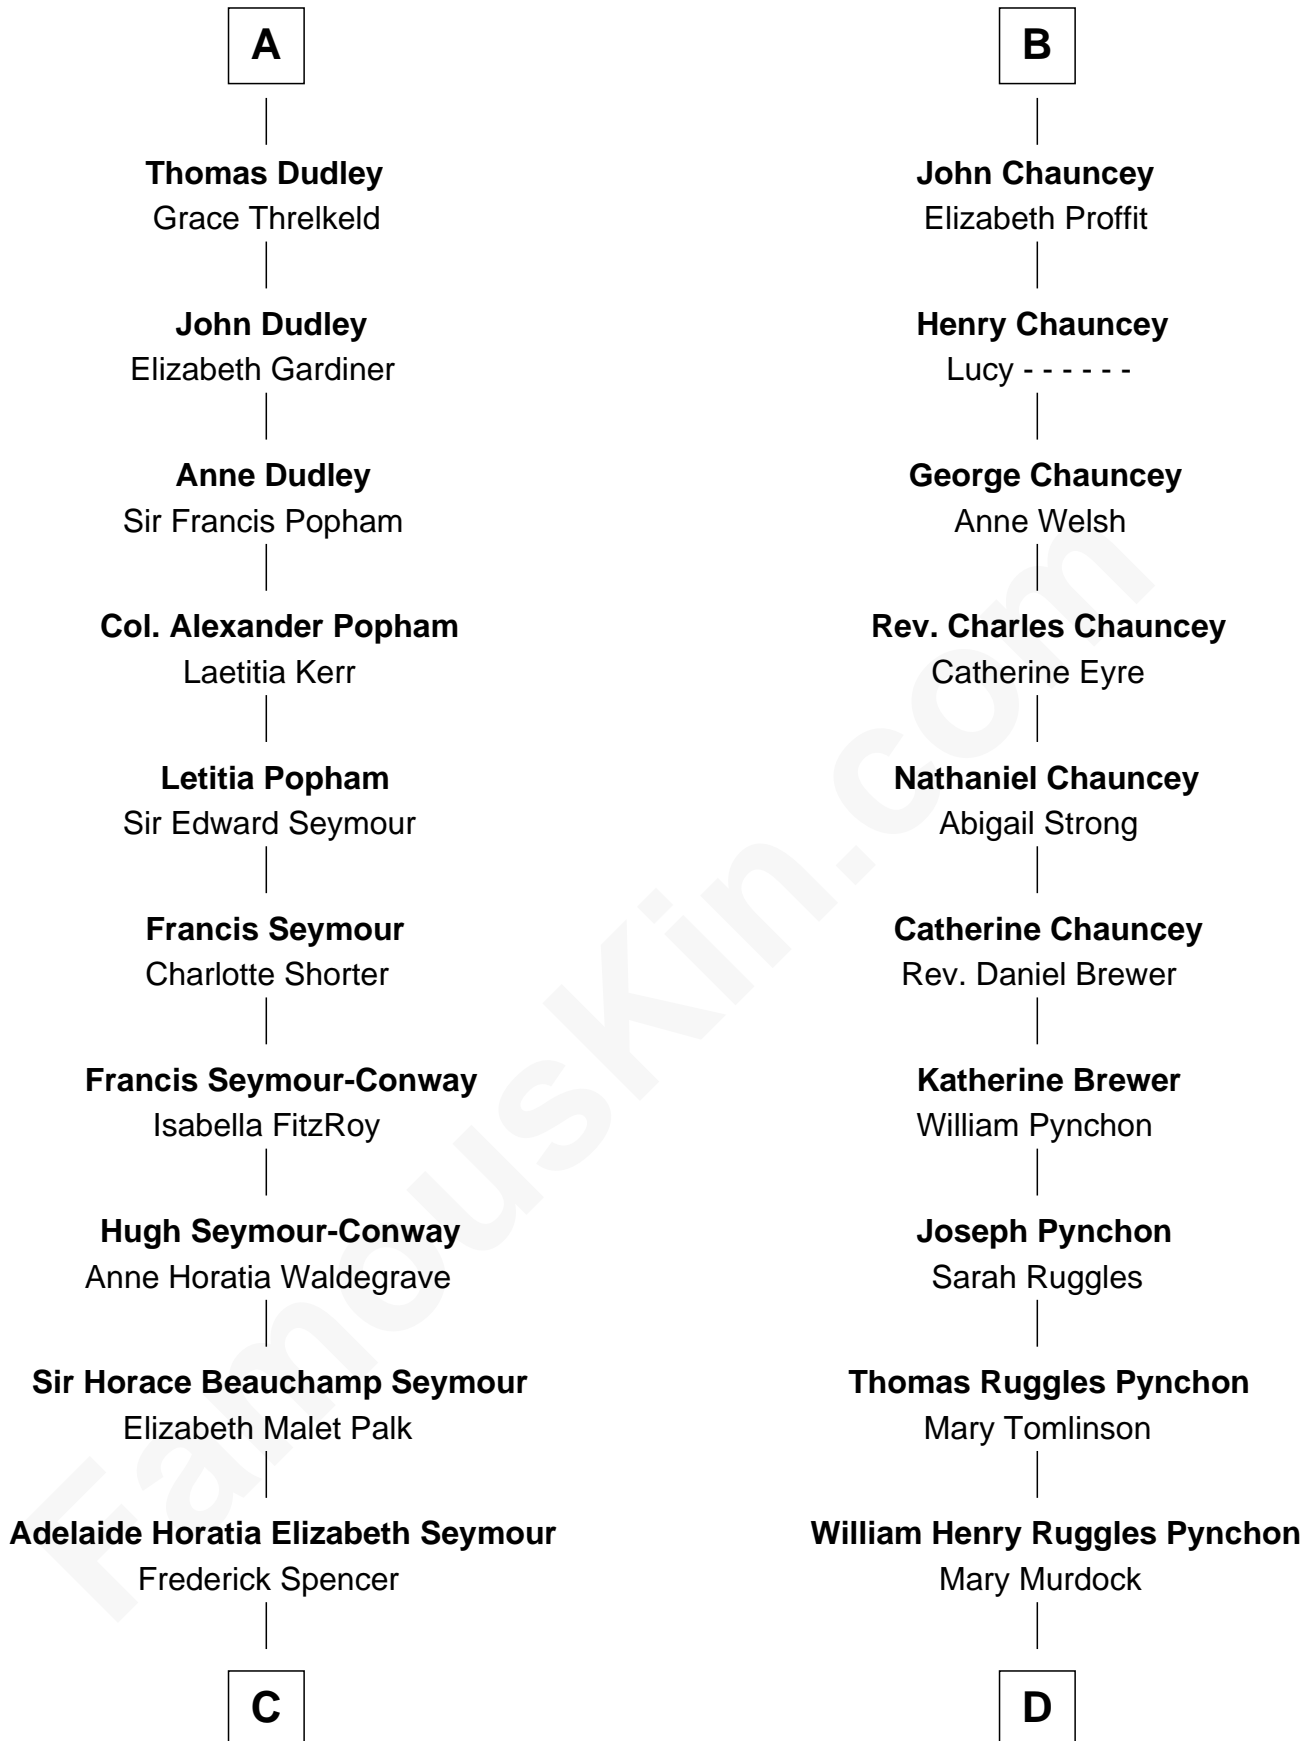 A
Thomas Dudley
Grace Threlkeld
John Dudley
Elizabeth Gardiner
Anne Dudley
Sir Francis Popham
Col. Alexander Popham
Laetitia Kerr
Letitia Popham
Sir Edward Seymour
Francis Seymour
Charlotte Shorter
Francis Seymour-Conway
Isabella FitzRoy
Hugh Seymour-Conway
Anne Horatia Waldegrave
Sir Horace Beauchamp Seymour
Elizabeth Malet Palk
Adelaide Horatia Elizabeth Seymour
Frederick Spencer
C
B
John Chauncey
Elizabeth Proffit
Henry Chauncey
Lucy - - - - - -
George Chauncey
Anne Welsh
Rev. Charles Chauncey
Catherine Eyre
Nathaniel Chauncey
Abigail Strong
Catherine Chauncey
Rev. Daniel Brewer
Katherine Brewer
William Pynchon
Joseph Pynchon
Sarah Ruggles
Thomas Ruggles Pynchon
Mary Tomlinson
William Henry Ruggles Pynchon
Mary Murdock
D
FamousKin.com